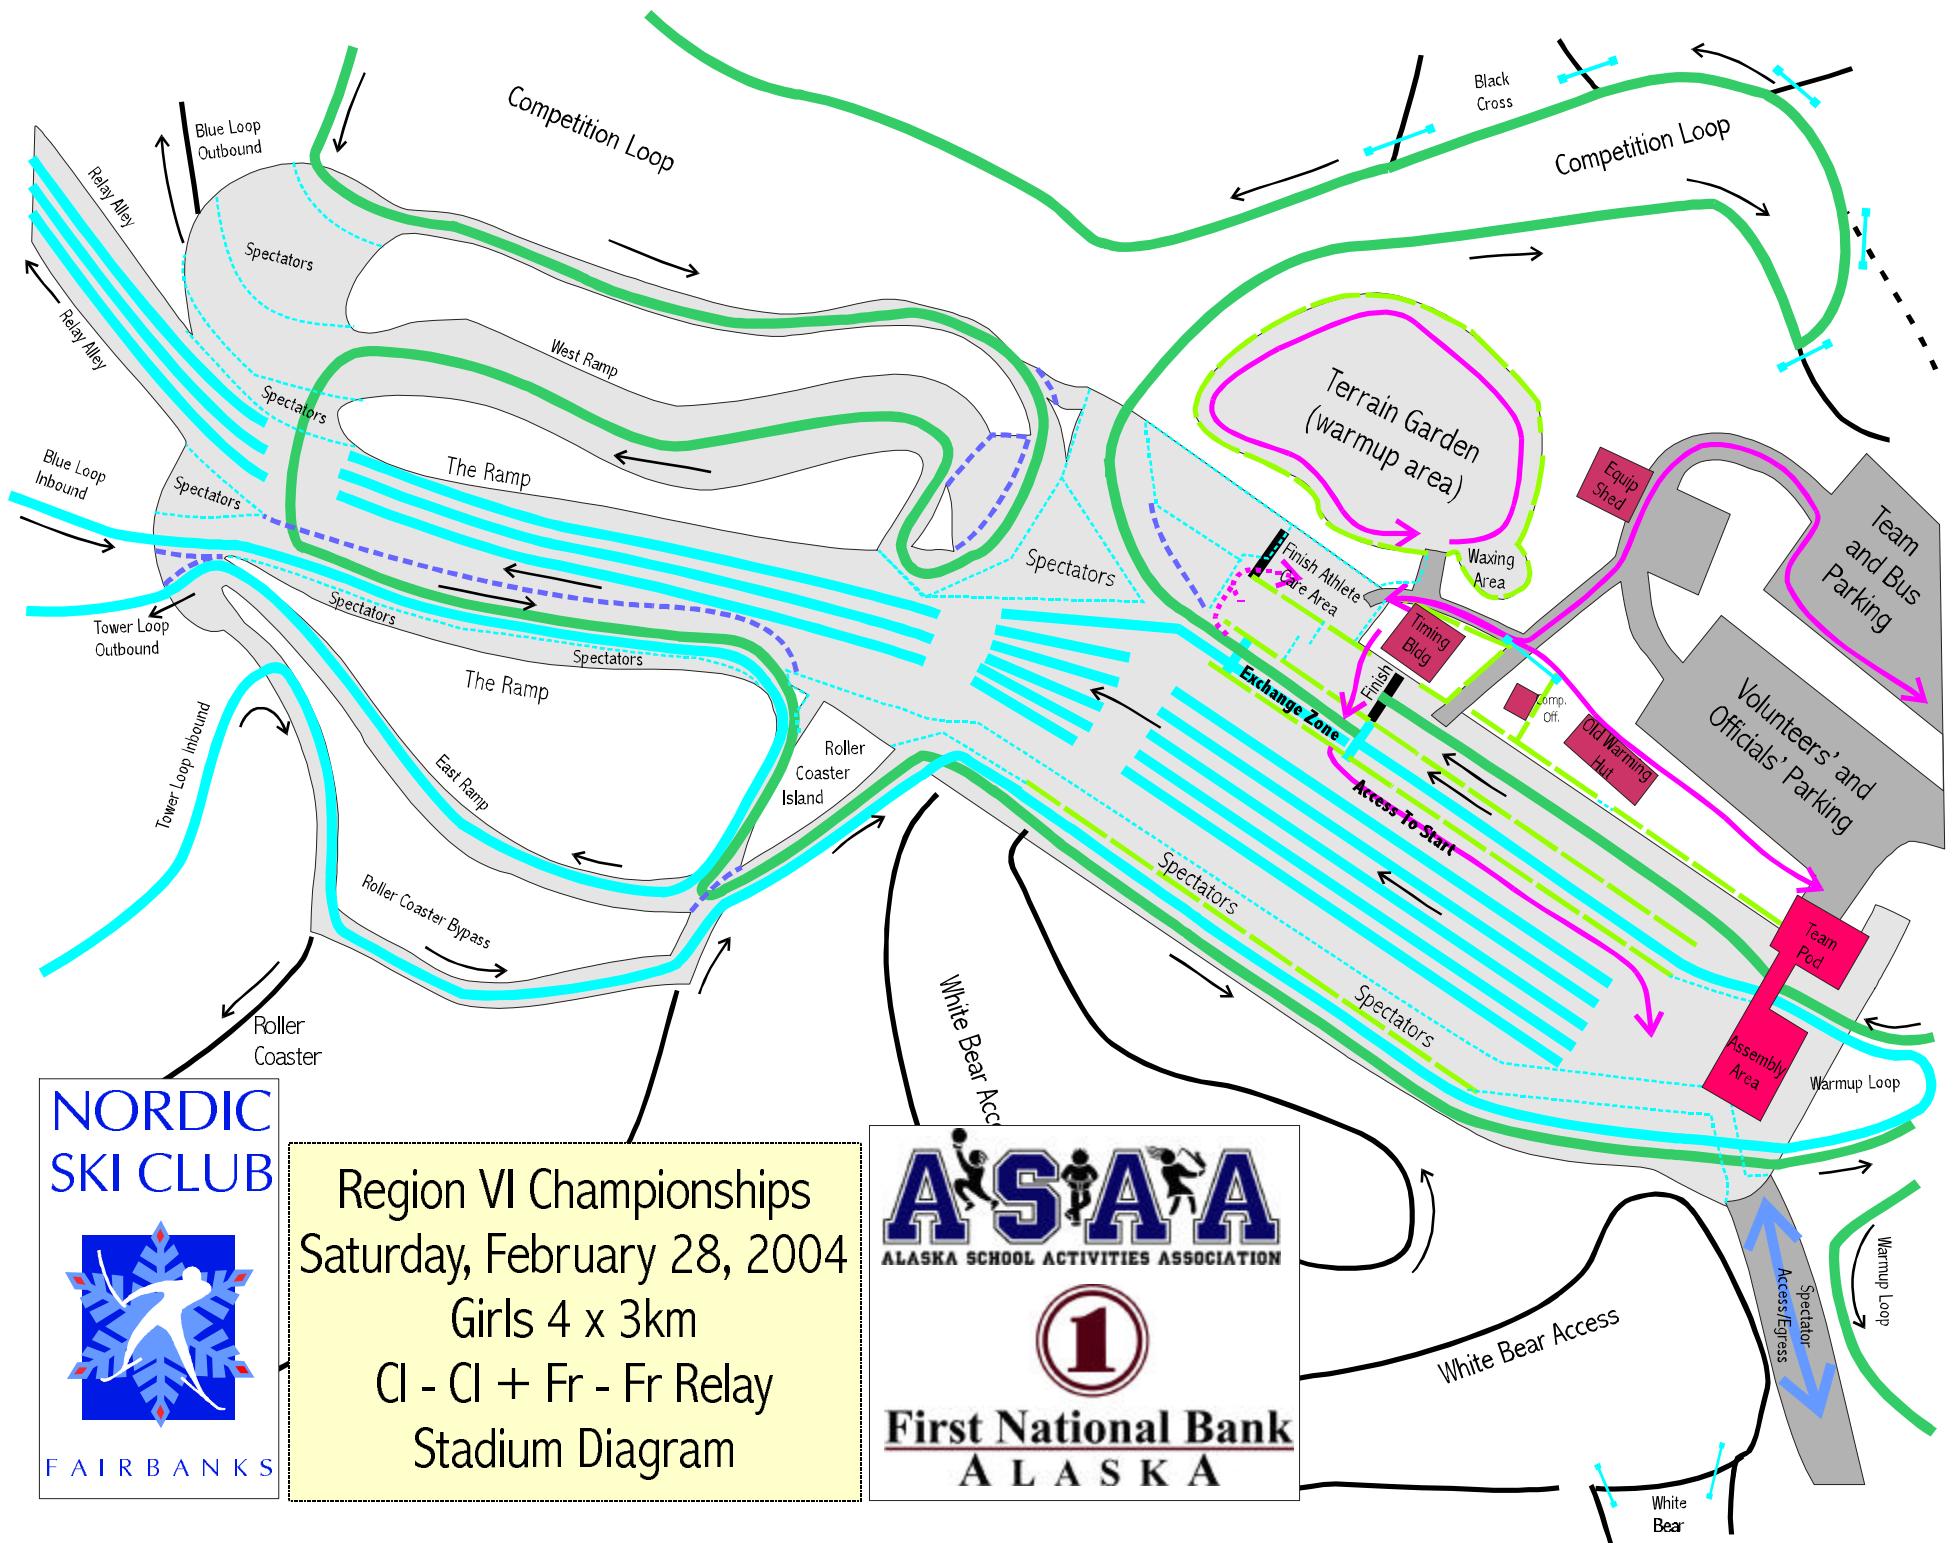 Competition Loop
Black
Cross
Competition Loop
Blue Loop
Outbound
Relay Alley
Spectators
Relay Alley
West Ramp
Spectators
Terrain Garden
(warmup area)
Equip
Shed
Team
and Bus
Parking
Blue Loop
Inbound
Spectators
The Ramp
Spectators
Finish Athlete
Care Area
Waxing
Area
Timing
Bldg
Tower Loop
Outbound
Spectators
Spectators
The Ramp
Exchange Zone
Finish
Comp.
Off.
Old Warming
Hut
Volunteers' and
Officials' Parking
Tower Loop Inbound
East Ramp
Roller
Coaster
Island
Access To Start
Spectators
Roller Coaster Bypass
Team
Pod
Spectators
White Bear Acc
Roller
Coaster
Assembly
Area
Warmup Loop
NORDIC
SKI CLUB
FAIRBANKS
Region VI Championships
Saturday, February 28, 2004
Girls 4 x 3km
Cl - Cl + Fr - Fr Relay
Stadium Diagram
ASAA
ALASKA SCHOOL ACTIVITIES ASSOCIATION
1
First National Bank
ALASKA
White Bear Access
Spectator
Access/Egress
Warmup Loop
White
Bear